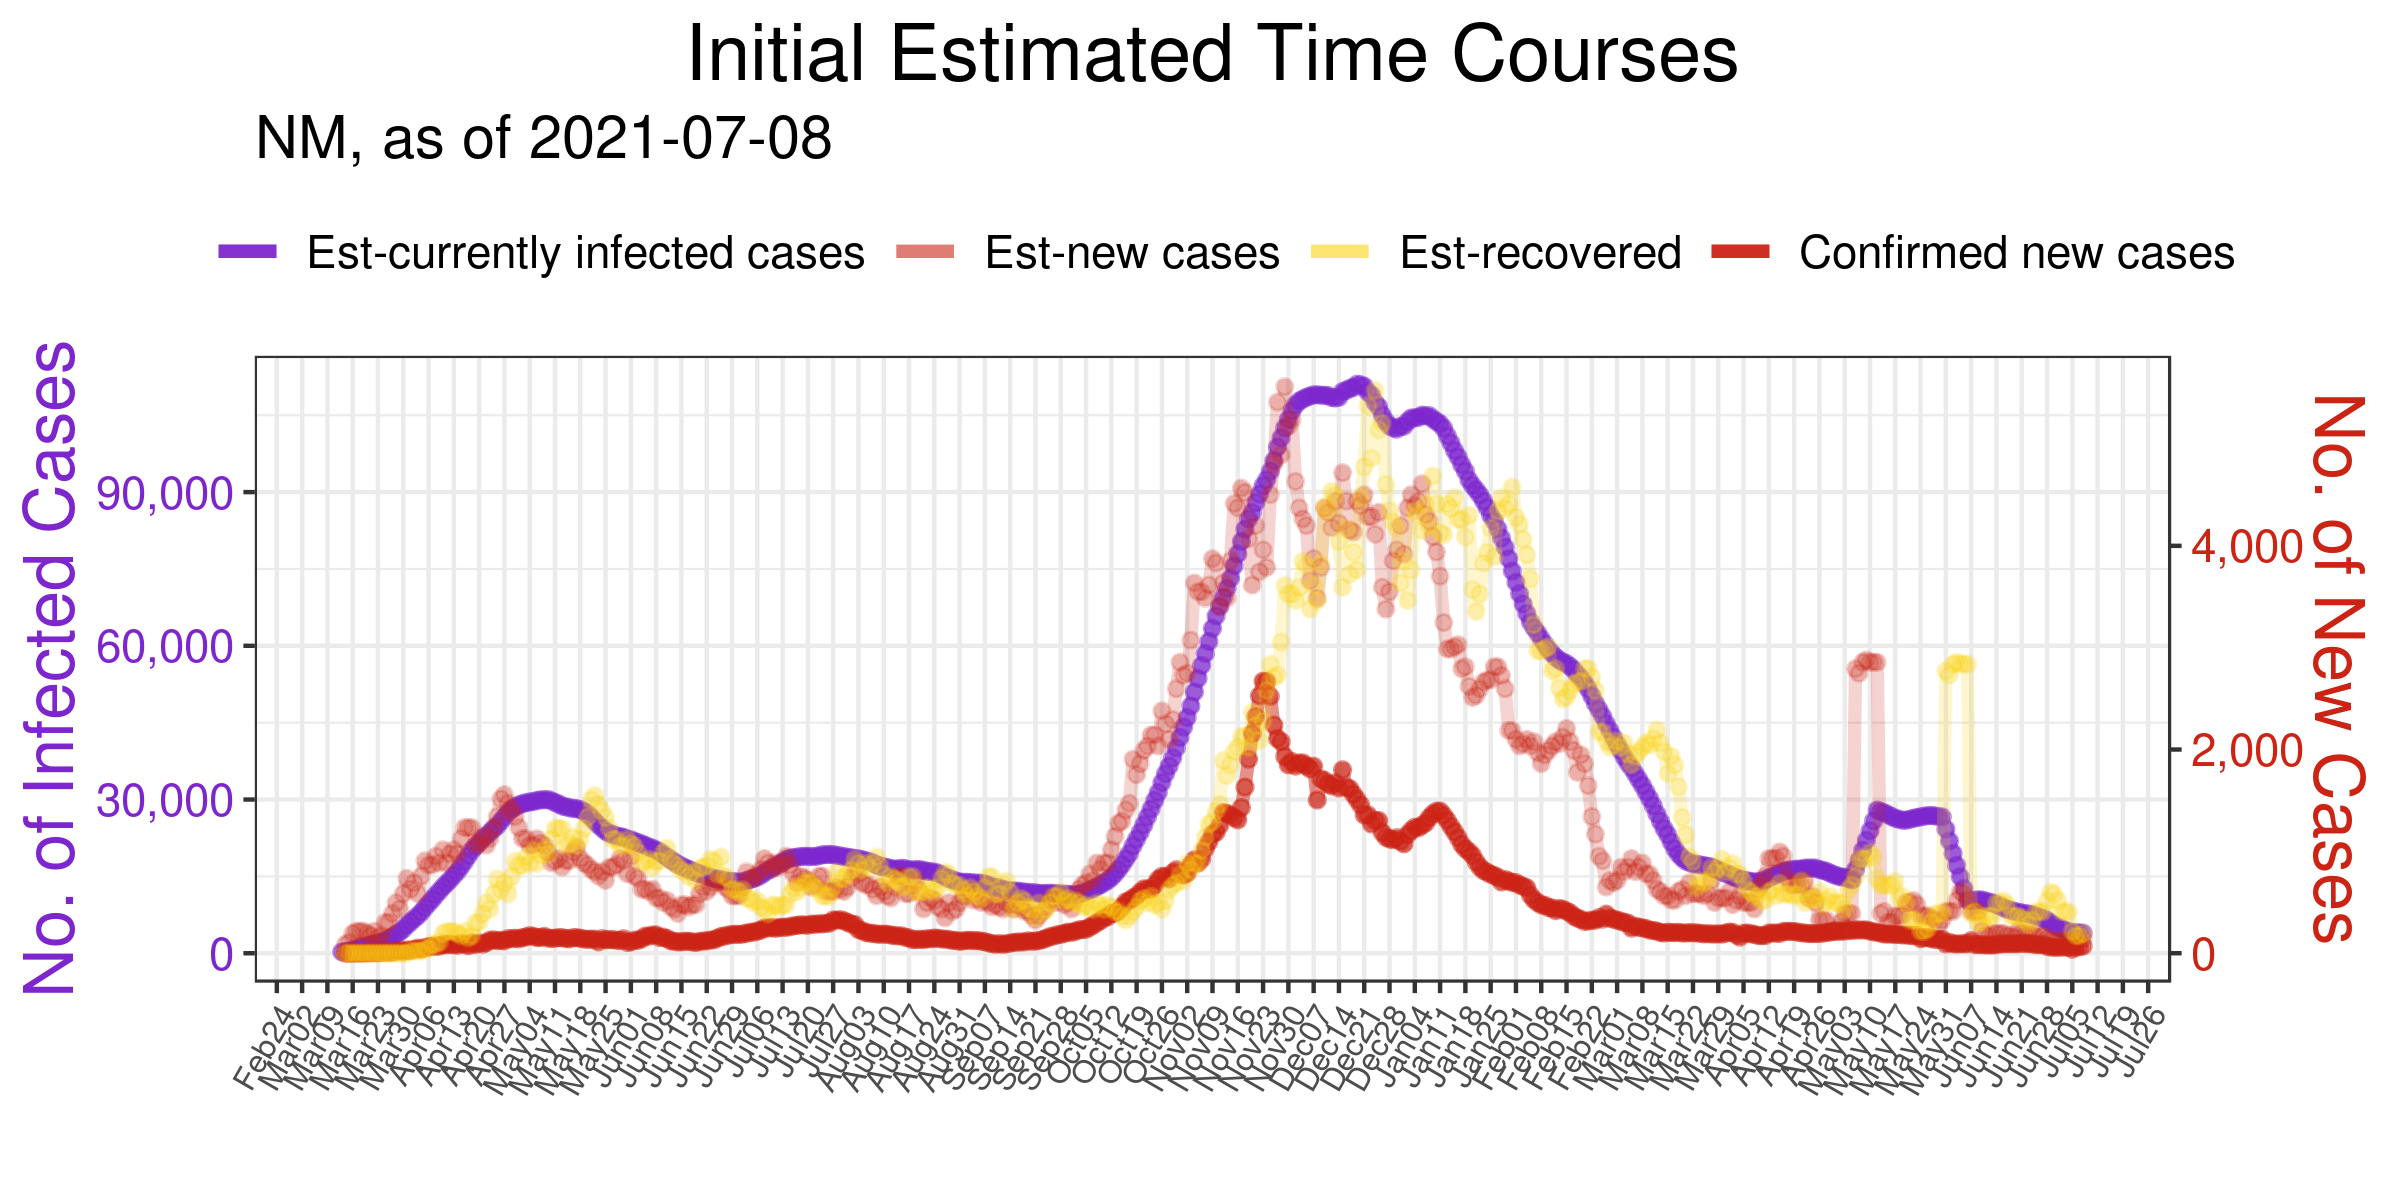 Initial Estimated Time Courses
NM, as of 2021-07-08
Est-currently infected cases Est-new cases Est-recovered Confirmed new cases
No. of Infected Cases
90,000
60,000
30,000
0
No. of New Cases
4,000
2,000
0
Feb24 Mar02 Mar09 Mar16 Mar23 Mar30 Apr06 Apr13 Apr20 Apr27 May04 May11 May18 May25 Jun01 Jun08 Jun15 Jun22 Jun29 Jul06 Jul13 Jul20 Jul27 Aug03 Aug10 Aug17 Aug24 Aug31 Sep07 Sep14 Sep21 Sep28 Oct05 Oct12 Oct19 Oct26 Nov02 Nov09 Nov16 Nov23 Nov30 Dec07 Dec14 Dec21 Dec28 Jan04 Jan11 Jan18 Jan25 Feb01 Feb08 Feb15 Feb22 Mar01 Mar08 Mar15 Mar22 Mar29 Apr05 Apr12 Apr19 Apr26 May03 May10 May17 May24 May31 Jun07 Jun14 Jun21 Jun28 Jul05 Jul12 Jul19 Jul26